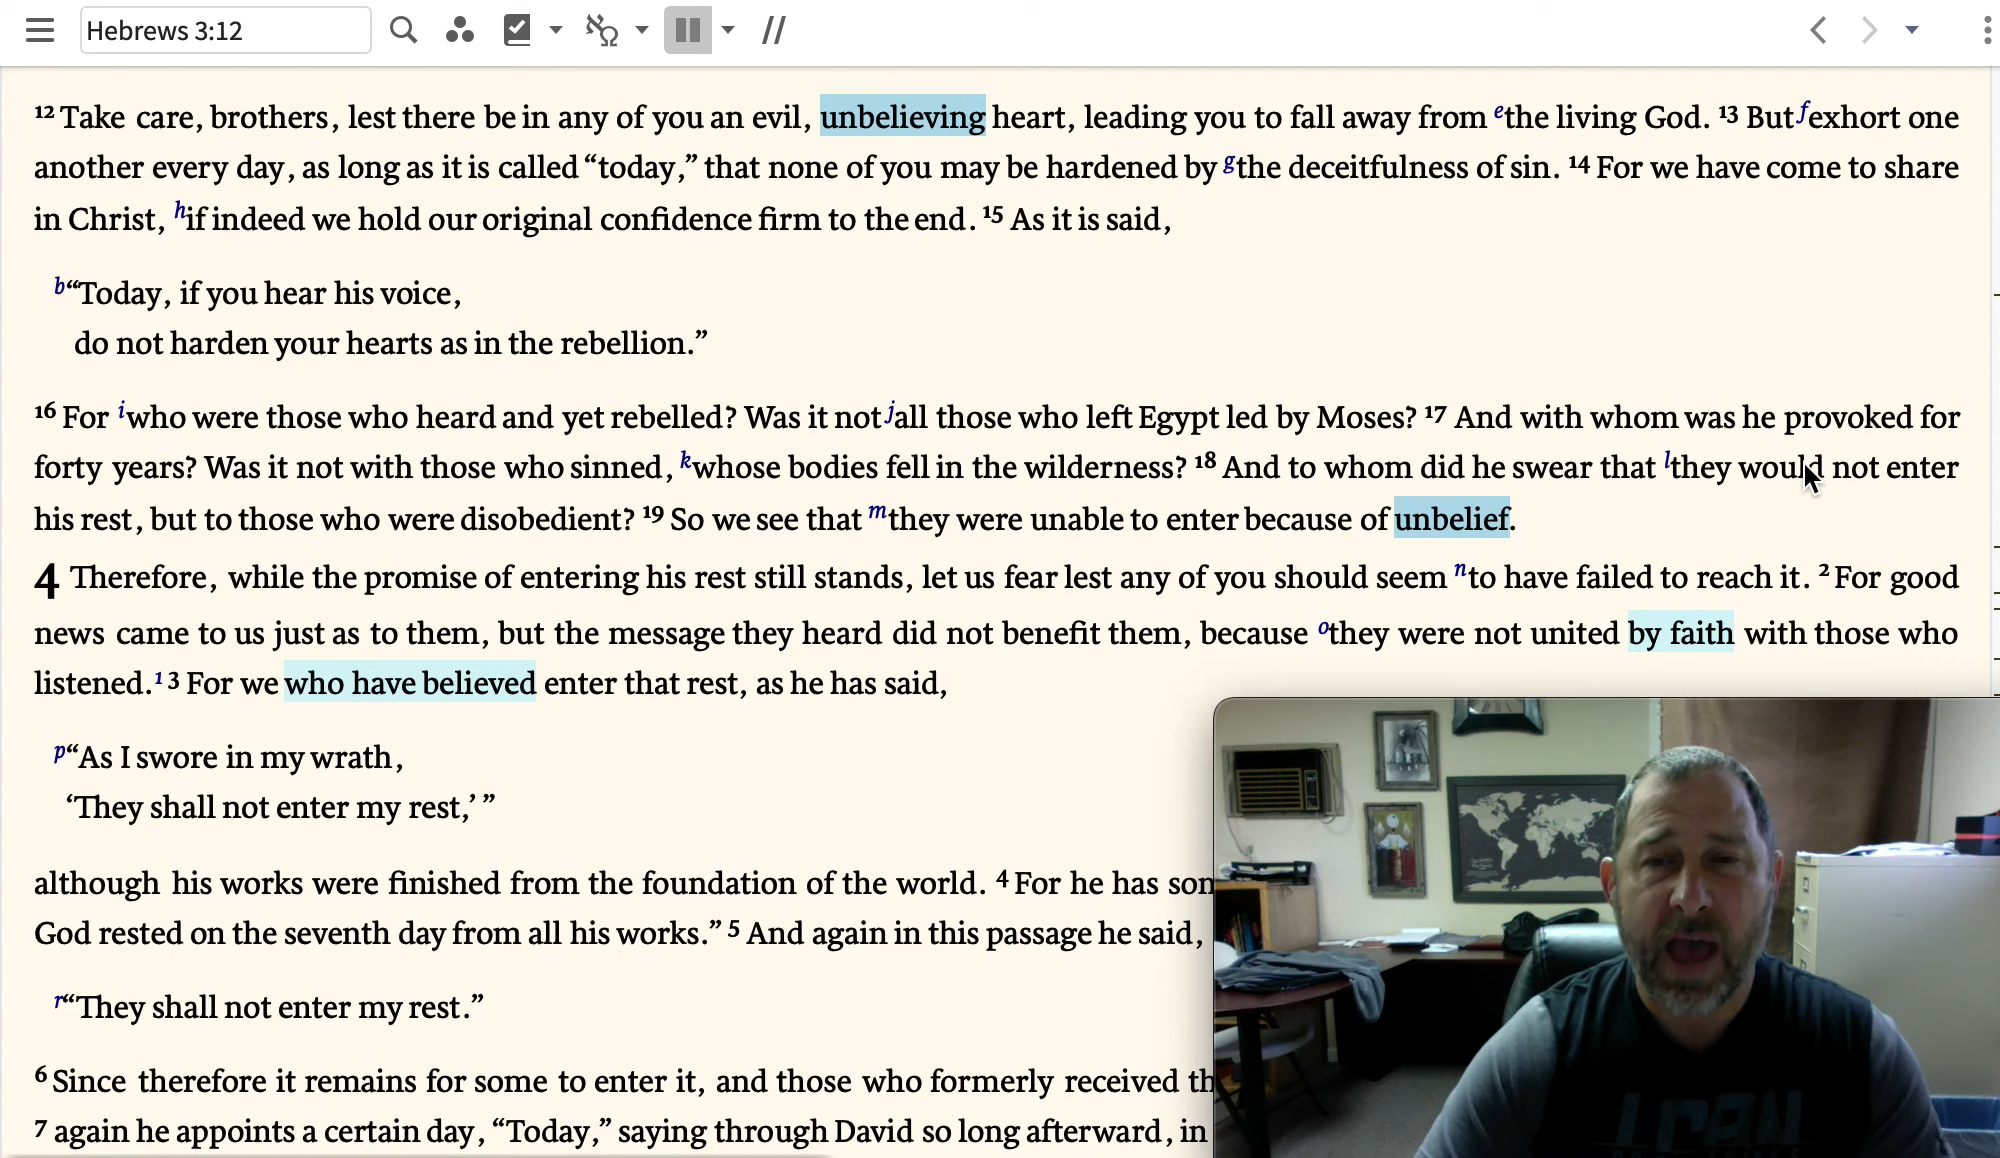 Hebrews 3:12
12 Take care, brothers, lest there be in any of you an evil, unbelieving heart, leading you to fall away from e the living God. 13 But f exhort one
another every day, as long as it is called “today,” that none of you may be hardened by g the deceitfulness of sin. 14 For we have come to share
in Christ, h if indeed we hold our original confidence firm to the end. 15 As it is said,
b “Today, if you hear his voice,
do not harden your hearts as in the rebellion.”
16 For i who were those who heard and yet rebelled? Was it not j all those who left Egypt led by Moses? 17 And with whom was he provoked for
forty years? Was it not with those who sinned, k whose bodies fell in the wilderness? 18 And to whom did he swear that l they would not enter
his rest, but to those who were disobedient? 19 So we see that m they were unable to enter because of unbelief.
4 Therefore, while the promise of entering his rest still stands, let us fear lest any of you should seem n to have failed to reach it. 2 For good
news came to us just as to them, but the message they heard did not benefit them, because o they were not united by faith with those who
listened. 1 3 For we who have believed enter that rest, as he has said,
p “As I swore in my wrath,
‘They shall not enter my rest,’ ”
although his works were finished from the foundation of the world. 4 For he has som
God rested on the seventh day from all his works.” 5 And again in this passage he said,
r “They shall not enter my rest.”
6 Since therefore it remains for some to enter it, and those who formerly received th
7 again he appoints a certain day, “Today,” saying through David so long afterward, in